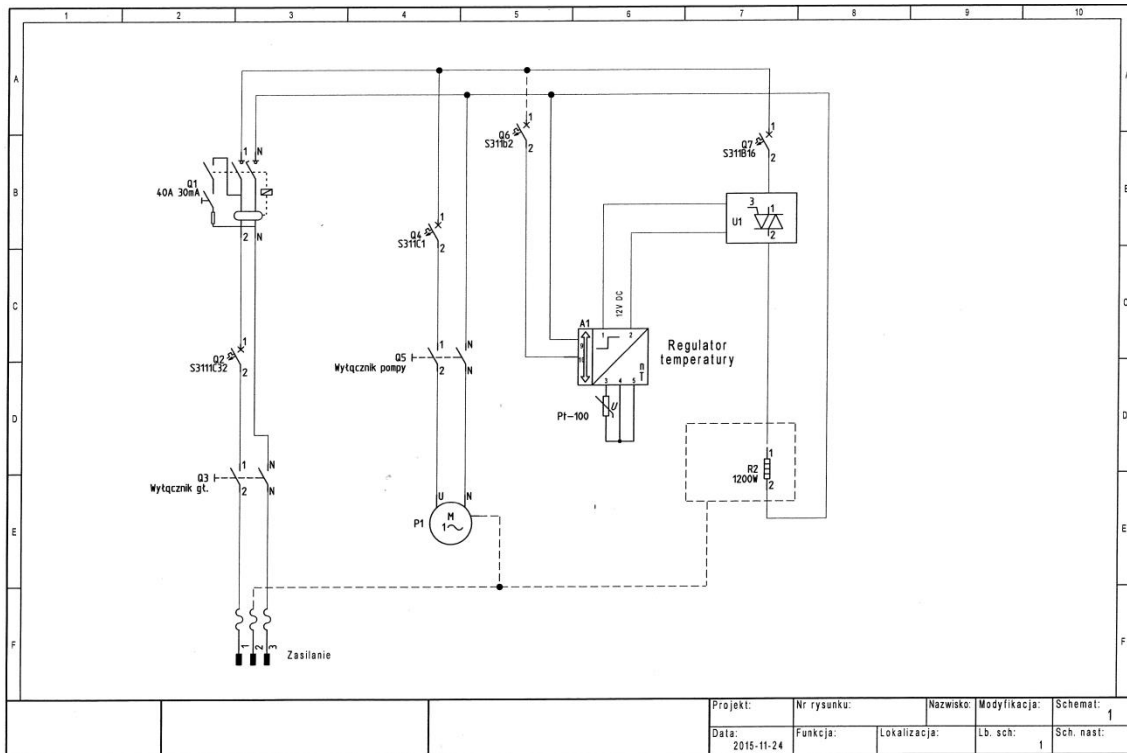 1 2 3 4 5 6 7 8 9 10
A
A
B
B
C
C
D
D
E
E
F
F
1 N
Q1
40A 30mA
2 N
1
Q2
S3111C32
2
1 N
Q3
Wyłącznik gł.
2 N
1 2 3
Zasilanie
1
Q4
S311C1
2
1 N
Q5
Wyłącznik pompy
2 N
U N
P1
M
1~
1
Q6
S311b2
2
12V DC
A1
1 2
9
10
n
T
3 4 5
Regulator
temperatury
Pt-100
U
1
Q7
S311B16
2
3 1
U1
2
1
R2
1200W
2
Projekt: Nr rysunku: Nazwisko: Modyfikacja: Schemat:
1
Data: Funkcja: Lokalizacja: Lb. sch: Sch. nast:
2015-11-24 1